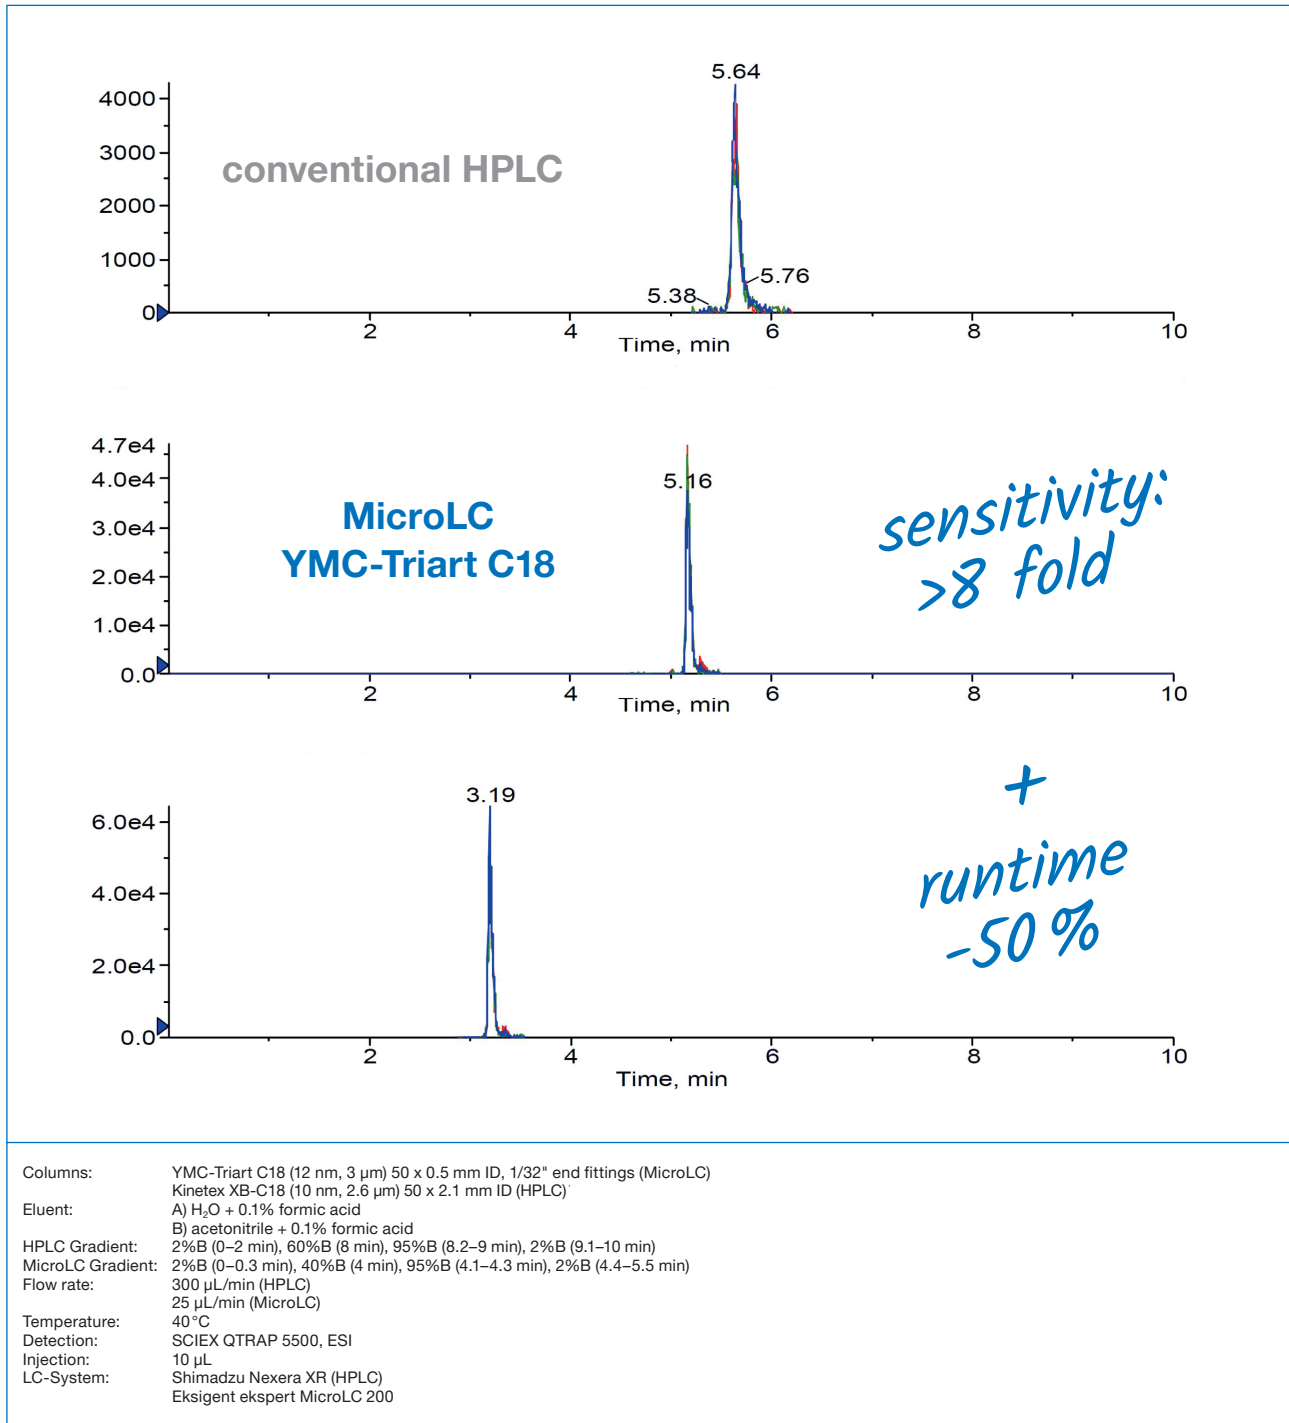 5.64
4000
3000
conventional HPLC
2000
1000
5.76
5.38
0
2 4 6 8 10
Time, min
4.7e4
4.0e4
5.16
sensitivity:
MicroLC
3.0e4
>8 fold
YMC-Triart C18
2.0e4
1.0e4
0.0
2 4 6 8 10
Time, min
+
3.19
6.0e4
runtime
4.0e4
-50 %
2.0e4
0.0
2 4 6 8 10
Time, min
Columns: YMC-Triart C18 (12 nm, 3 µm) 50 x 0.5 mm ID, 1/32" end fittings (MicroLC)
Kinetex XB-C18 (10 nm, 2.6 µm) 50 x 2.1 mm ID (HPLC)
Eluent: A) H₂O + 0.1% formic acid
B) acetonitrile + 0.1% formic acid
HPLC Gradient: 2%B (0–2 min), 60%B (8 min), 95%B (8.2–9 min), 2%B (9.1–10 min)
MicroLC Gradient: 2%B (0–0.3 min), 40%B (4 min), 95%B (4.1–4.3 min), 2%B (4.4–5.5 min)
Flow rate: 300 µL/min (HPLC)
25 µL/min (MicroLC)
Temperature: 40°C
Detection: SCIEX QTRAP 5500, ESI
Injection: 10 µL
LC-System: Shimadzu Nexera XR (HPLC)
Eksigent ekspert MicroLC 200